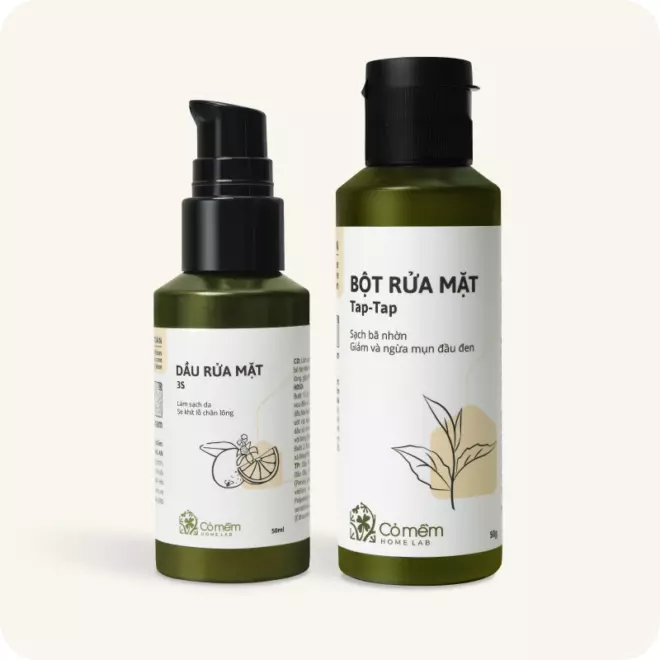 DẦU RỬA MẶT
3S
Làm sạch da
Se khít lỗ chân lông
Cỏ mềm
HOME LAB
50ml
BỘT RỬA MẶT
Tap-Tap
Sạch bã nhờn
Giảm và ngừa mụn đầu đen
Cỏ mềm
HOME LAB
50g